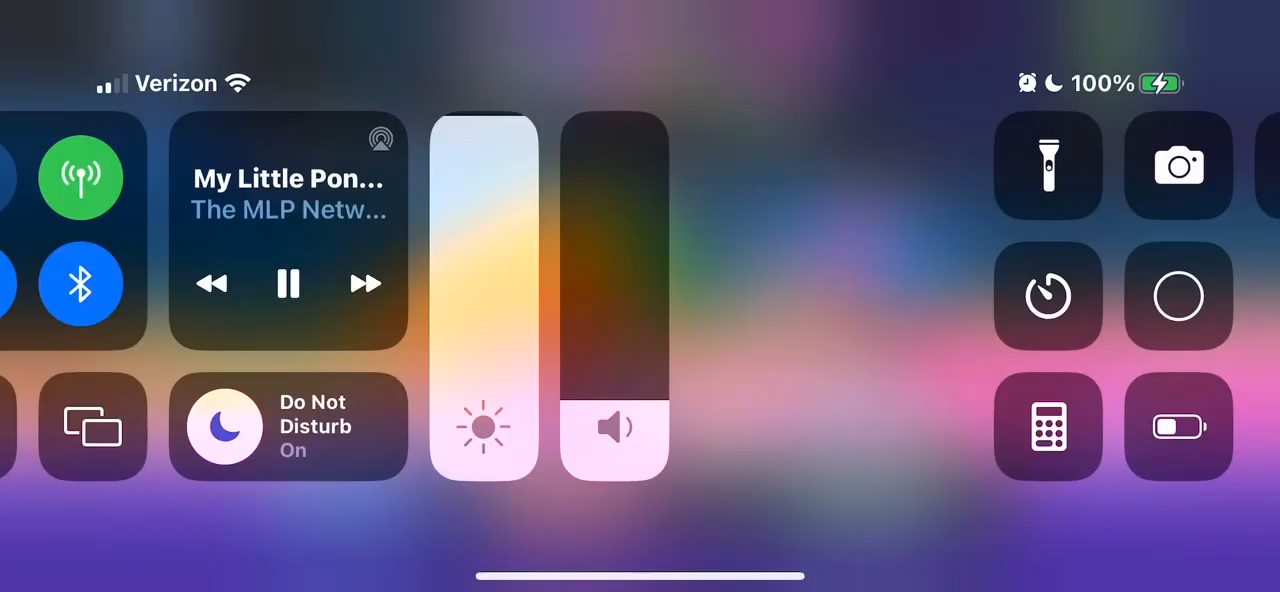 Verizon
100%
My Little Pon...
The MLP Netw...
Do Not
Disturb
On